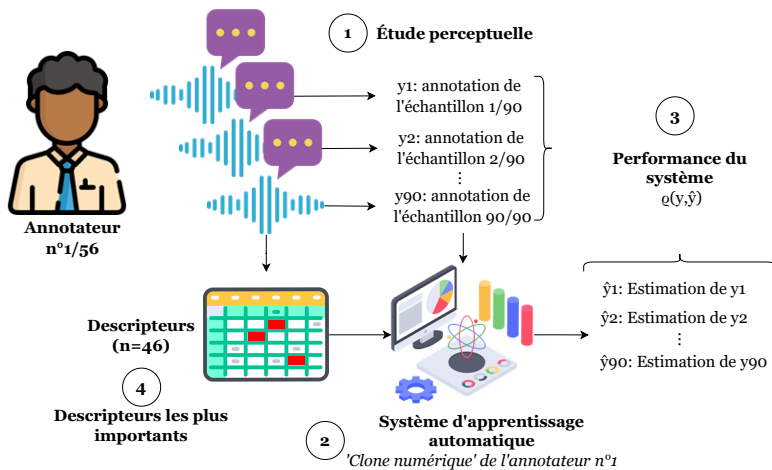 1
Étude perceptuelle
y1: annotation de
l'échantillon 1/90
y2: annotation de
l'échantillon 2/90
⋮
y90: annotation de
l'échantillon 90/90
Annotateur
n°1/56
3
Performance du
système
ϱ(y,ŷ)
Descripteurs
(n=46)
4
Descripteurs les plus
importants
ŷ1: Estimation de y1
ŷ2: Estimation de y2
⋮
ŷ90: Estimation de y90
2
Système d'apprentissage
automatique
'Clone numérique' de l'annotateur n°1